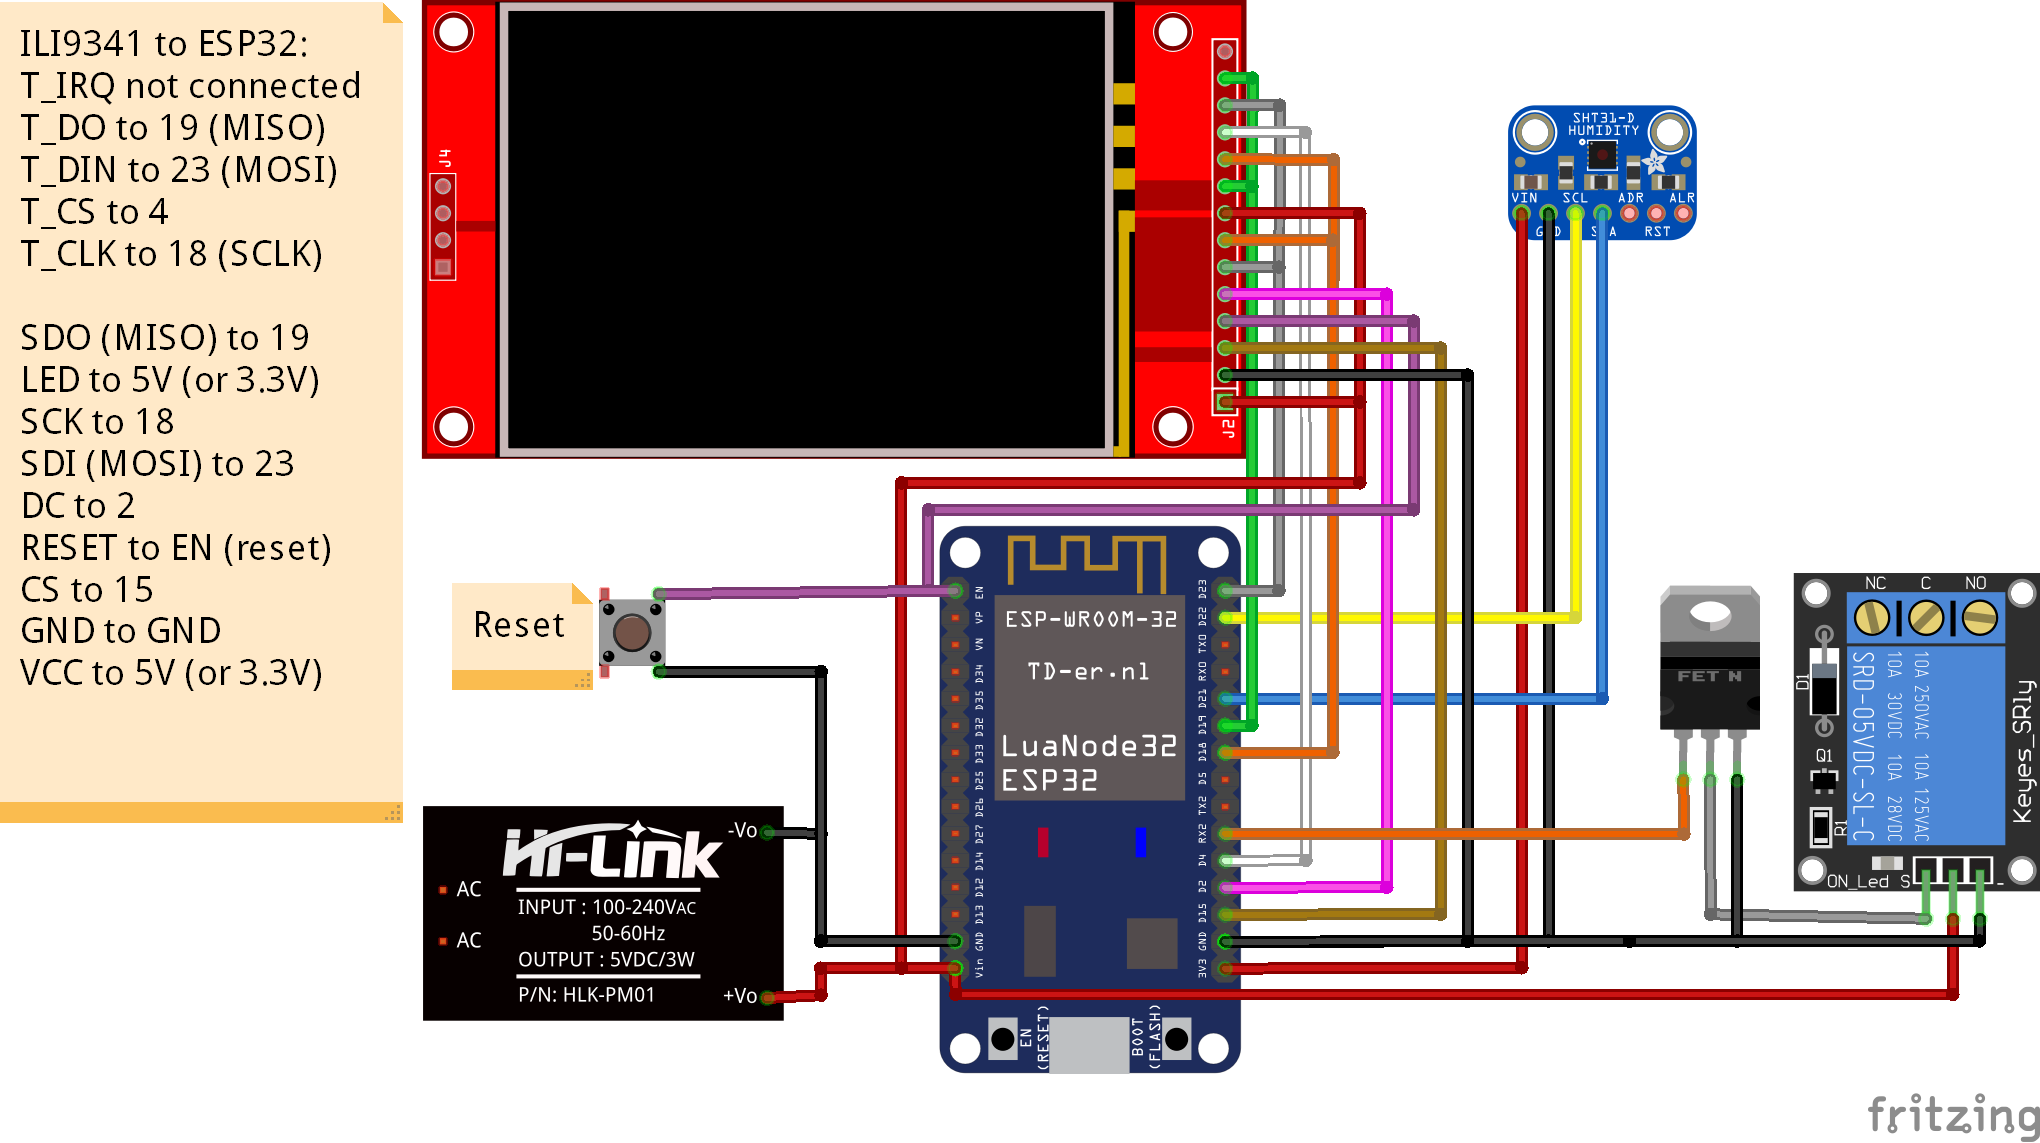 ILI9341 to ESP32:
T_IRQ not connected
T_DO to 19 (MISO)
T_DIN to 23 (MOSI)
T_CS to 4
T_CLK to 18 (SCLK)
SDO (MISO) to 19
LED to 5V (or 3.3V)
SCK to 18
SDI (MOSI) to 23
DC to 2
RESET to EN (reset)
CS to 15
GND to GND
VCC to 5V (or 3.3V)
J4
J2
SHT31-D
HUMIDITY
VIN SCL ADR ALR
GND SDA RST
Reset
ESP-WROOM-32
TD-er.nl
LuaNode32
ESP32
EN
VP
VN
D34
D35
D32
D33
D25
D26
D27
D14
D12
D13
GND
Vin
D23
D22
TX0
RX0
D21
D19
D18
D5
TX2
RX2
D4
D2
D15
GND
3V3
EN
(RESET)
BOOT
(FLASH)
Hi-Link
-Vo
AC
AC
INPUT : 100-240VAC
50-60Hz
OUTPUT : 5VDC/3W
P/N: HLK-PM01
+Vo
FET N
NC C NO
D1
Q1
R1
SRD-05VDC-SL-C
10A 30VDC 10A 28VDC
10A 250VAC 10A 125VAC
Keyes_SRly
ON_Led S -
fritzing